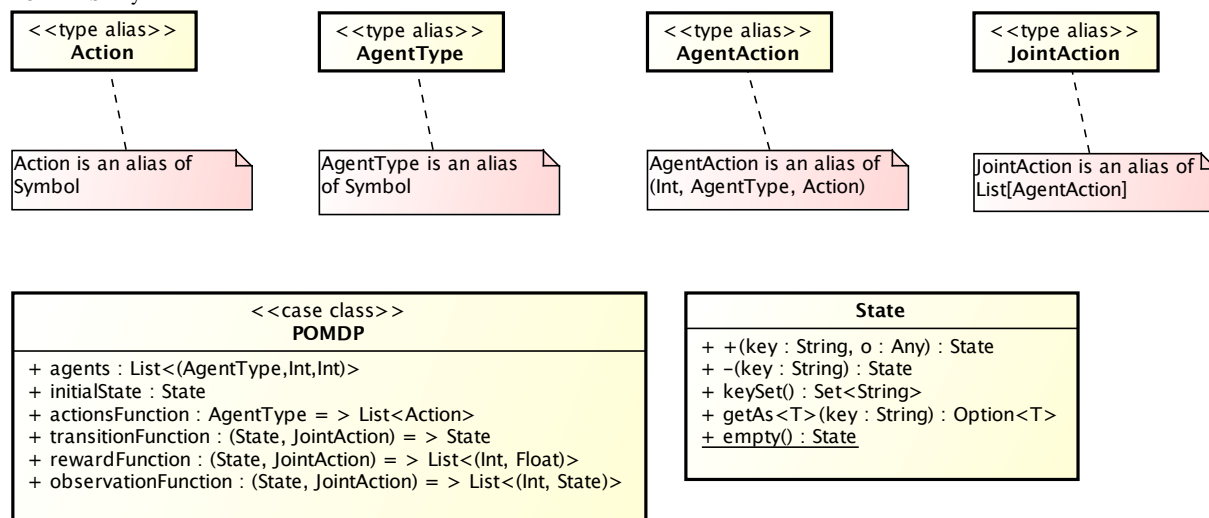 <<type alias>>
Action
<<type alias>>
AgentType
<<type alias>>
AgentAction
<<type alias>>
JointAction
Action is an alias of
Symbol
AgentType is an alias
of Symbol
AgentAction is an alias of
(Int, AgentType, Action)
JointAction is an alias of
List[AgentAction]
<<case class>>
POMDP
+ agents : List<(AgentType,Int,Int)>
+ initialState : State
+ actionsFunction : AgentType = > List<Action>
+ transitionFunction : (State, JointAction) = > State
+ rewardFunction : (State, JointAction) = > List<(Int, Float)>
+ observationFunction : (State, JointAction) = > List<(Int, State)>
State
+ +(key : String, o : Any) : State
+ -(key : String) : State
+ keySet() : Set<String>
+ getAs<T>(key : String) : Option<T>
+ empty() : State